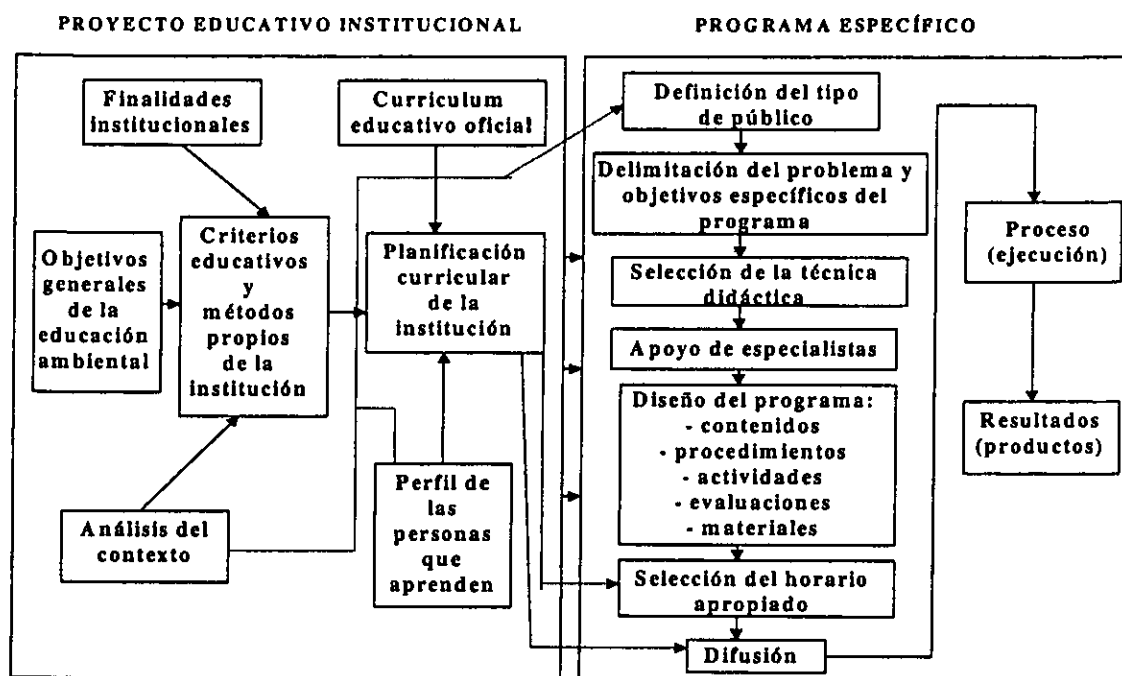 PROYECTO EDUCATIVO INSTITUCIONAL
Finalidades
institucionales
Curriculum
educativo oficial
Objetivos
generales
de la
educación
ambiental
Criterios
educativos
y
métodos
propios
de la
institución
Planificación
curricular
de la
institución
Análisis del
contexto
Perfil de
las
personas
que
aprenden
PROGRAMA ESPECÍFICO
Definición del tipo
de público
Delimitación del problema y
objetivos específicos del
programa
Selección de la técnica
didáctica
Apoyo de especialistas
Diseño del programa:
- contenidos
- procedimientos
- actividades
- evaluaciones
- materiales
Selección del horario
apropiado
Difusión
Proceso
(ejecución)
Resultados
(productos)